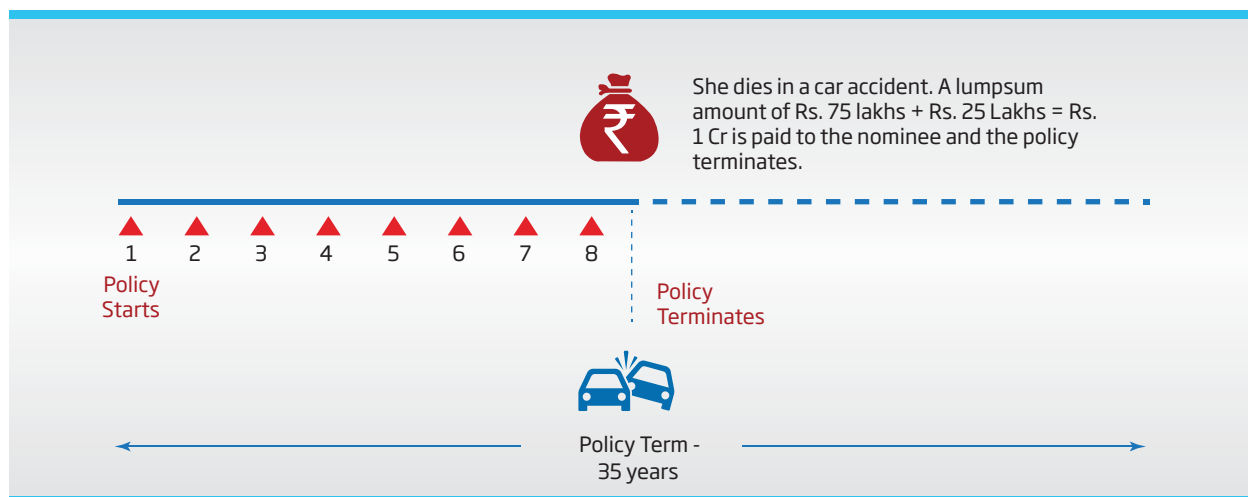 She dies in a car accident. A lumpsum
amount of Rs. 75 lakhs + Rs. 25 Lakhs = Rs.
1 Cr is paid to the nominee and the policy
terminates.
₹
1 2 3 4 5 6 7 8
Policy
Starts
Policy
Terminates
Policy Term -
35 years